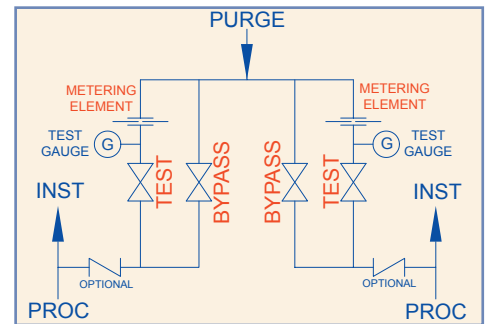 PURGE
METERING
ELEMENT
METERING
ELEMENT
TEST
GAUGE
G
G
TEST
GAUGE
TEST
BYPASS
BYPASS
TEST
INST
INST
OPTIONAL
OPTIONAL
PROC
PROC